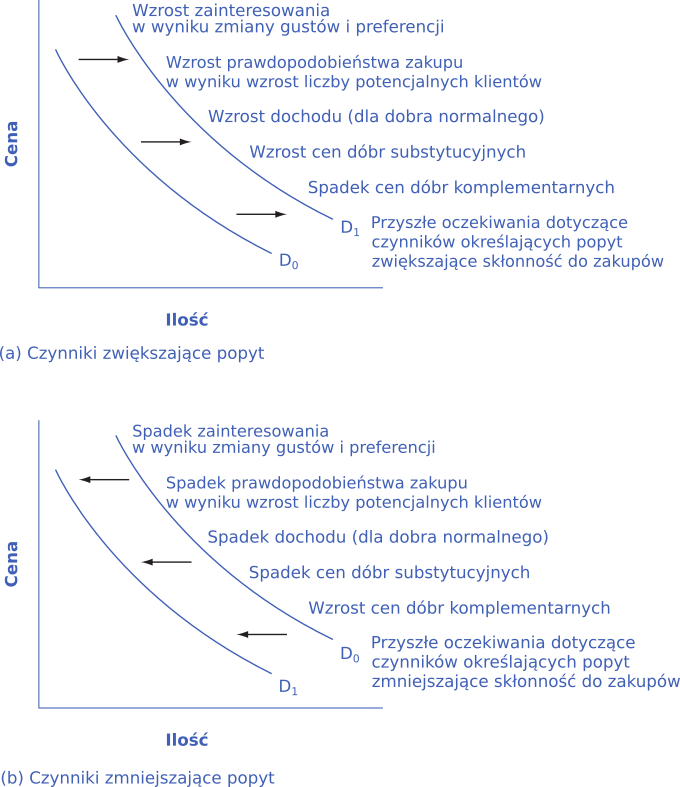 Wzrost zainteresowania
w wyniku zmiany gustów i preferencji
Wzrost prawdopodobieństwa zakupu
w wyniku wzrost liczby potencjalnych klientów
Wzrost dochodu (dla dobra normalnego)
Wzrost cen dóbr substytucyjnych
Spadek cen dóbr komplementarnych
Przyszłe oczekiwania dotyczące
czynników określających popyt
zwiększające skłonność do zakupów
D1
D0
Cena
Ilość
(a) Czynniki zwiększające popyt
Spadek zainteresowania
w wyniku zmiany gustów i preferencji
Spadek prawdopodobieństwa zakupu
w wyniku wzrost liczby potencjalnych klientów
Spadek dochodu (dla dobra normalnego)
Spadek cen dóbr substytucyjnych
Wzrost cen dóbr komplementarnych
Przyszłe oczekiwania dotyczące
czynników określających popyt
zmniejszające skłonność do zakupów
D0
D1
Cena
Ilość
(b) Czynniki zmniejszające popyt